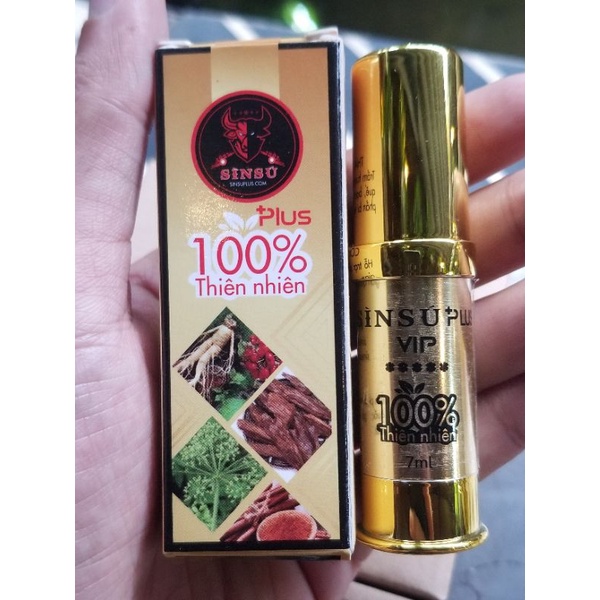 SÌNSÚ
SINSUPLUS.COM
Plus
100%
Thiên nhiên
SÌNSÚ PLUS
VIP
100%
Thiên nhiên
7ml